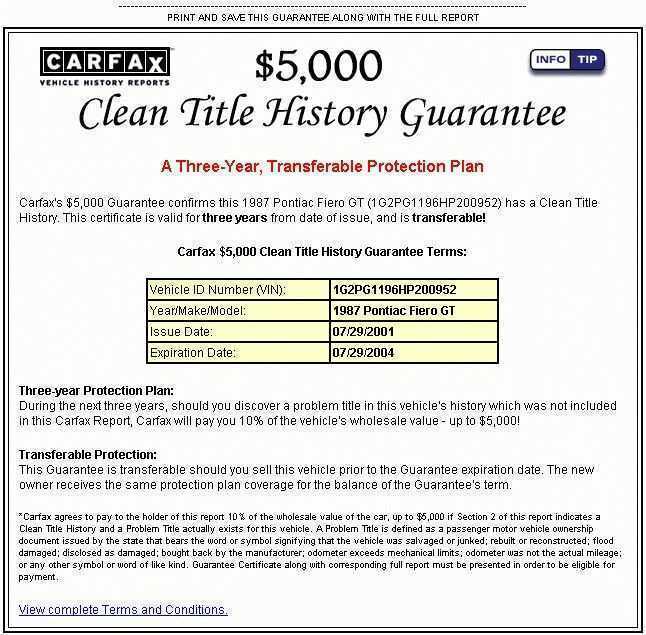 PRINT AND SAVE THIS GUARANTEE ALONG WITH THE FULL REPORT
CARFAX
VEHICLE HISTORY REPORTS
$5,000
INFO TIP
Clean Title History Guarantee
A Three-Year, Transferable Protection Plan
Carfax's $5,000 Guarantee confirms this 1987 Pontiac Fiero GT (1G2PG1196HP200952) has a Clean Title
History. This certificate is valid for three years from date of issue, and is transferable!
Carfax $5,000 Clean Title History Guarantee Terms:
Vehicle ID Number (VIN): 1G2PG1196HP200952
Year/Make/Model: 1987 Pontiac Fiero GT
Issue Date: 07/29/2001
Expiration Date: 07/29/2004
Three-year Protection Plan:
During the next three years, should you discover a problem title in this vehicle's history which was not included
in this Carfax Report, Carfax will pay you 10% of the vehicle's wholesale value - up to $5,000!
Transferable Protection:
This Guarantee is transferable should you sell this vehicle prior to the Guarantee expiration date. The new
owner receives the same protection plan coverage for the balance of the Guarantee's term.
*Carfax agrees to pay to the holder of this report 10% of the wholesale value of the car, up to $5,000 if Section 2 of this report indicates a
Clean Title History and a Problem Title actually exists for this vehicle. A Problem Title is defined as a passenger motor vehicle ownership
document issued by the state that bears the word or symbol signifying that the vehicle was salvaged or junked; rebuilt or reconstructed; flood
damaged; disclosed as damaged; bought back by the manufacturer; odometer exceeds mechanical limits; odometer was not the actual mileage;
or any other symbol or word of like kind. Guarantee Certificate along with corresponding full report must be presented in order to be eligible for
payment.
View complete Terms and Conditions.